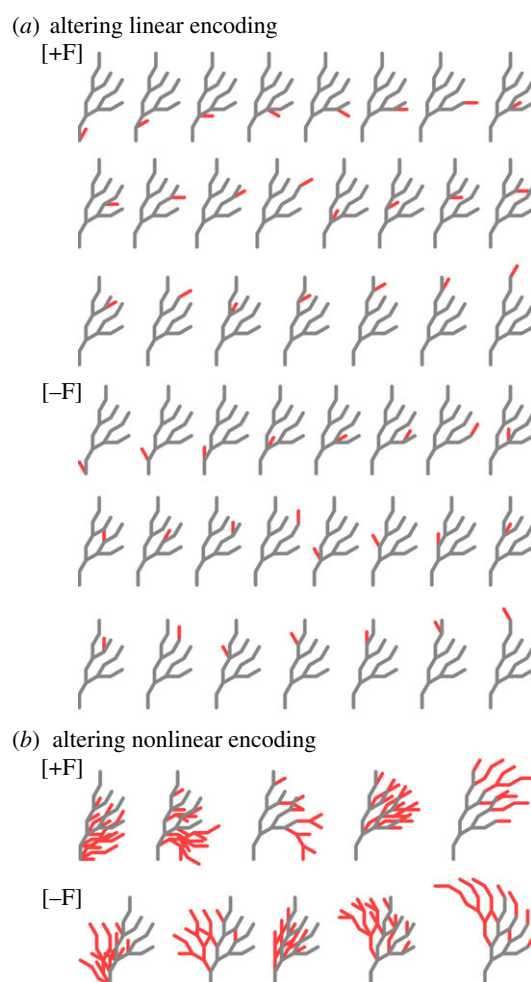 (a) altering linear encoding
[+F]
[–F]
(b) altering nonlinear encoding
[+F]
[–F]